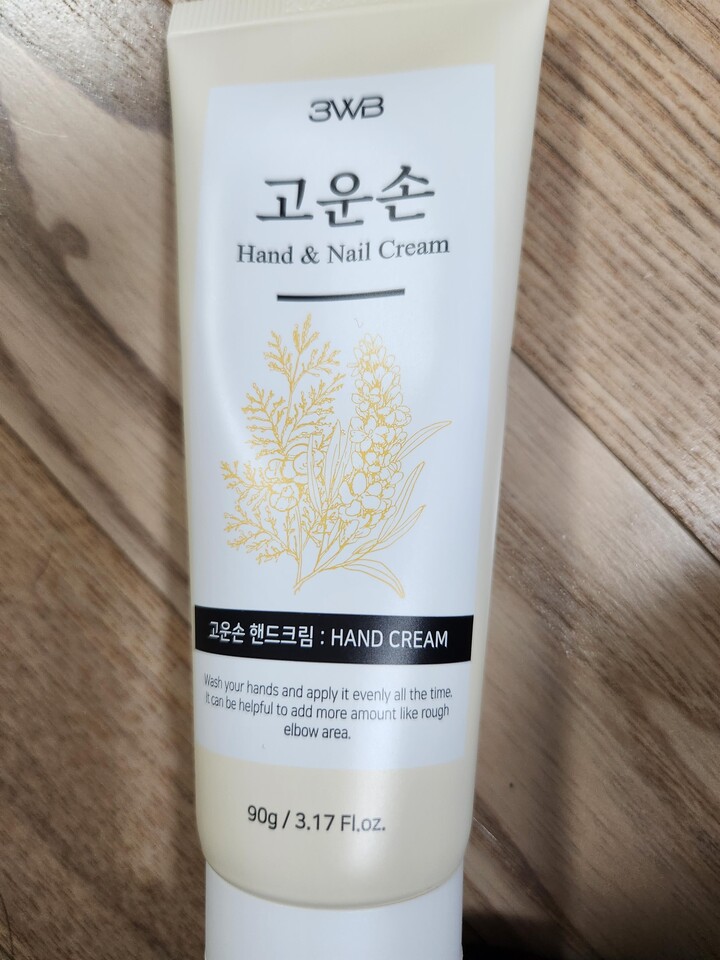 3WB
고운손
Hand & Nail Cream
고운손 핸드크림 : HAND CREAM
Wash your hands and apply it evenly all the time.
It can be helpful to add more amount like rough
elbow area.
90g / 3.17 Fl.oz.